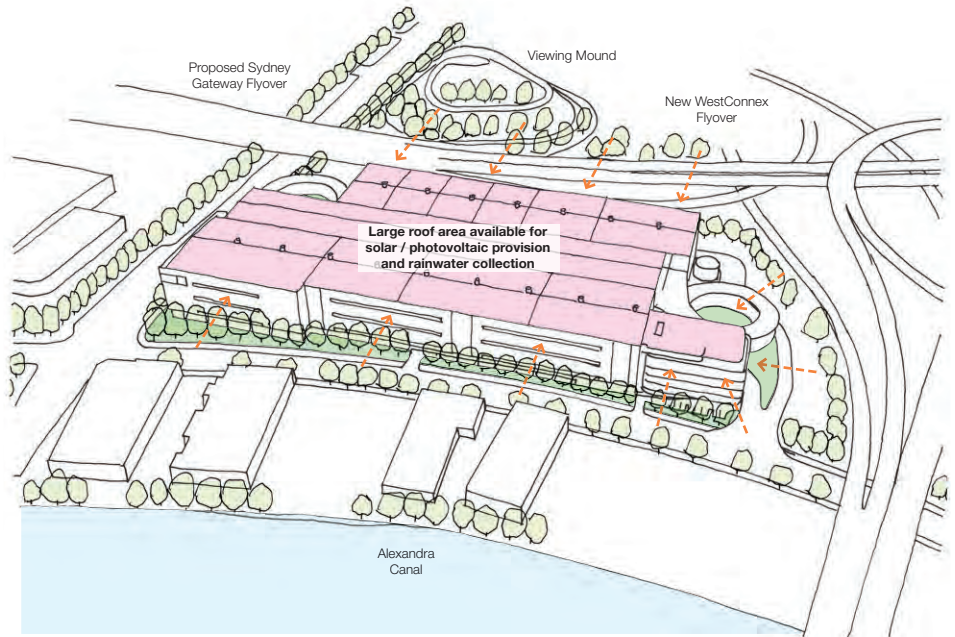 Viewing Mound
Proposed Sydney
Gateway Flyover
New WestConnex
Flyover
Large roof area available for
solar / photovoltaic provision
and rainwater collection
Alexandra
Canal